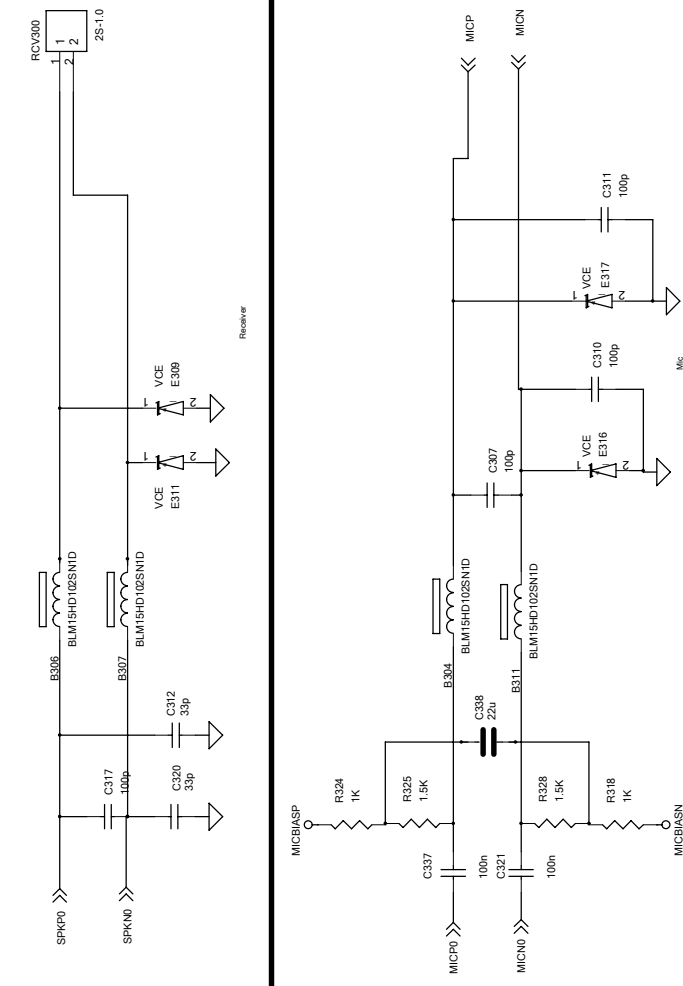 RCV300
2S-1.0
1
2
1
2
Receiver
VCE
E309
1
2
VCE
E311
1
2
BLM15HD102SN1D
B306
BLM15HD102SN1D
B307
C312
33p
C317
100p
C320
33p
SPKP0
SPKN0
MICP
MICN
C311
100p
VCE
E317
1
2
C310
100p
Mic
VCE
E316
1
2
C307
100p
BLM15HD102SN1D
B304
BLM15HD102SN1D
B311
C338
22u
MICBIASP
R324
1K
R325
1.5K
R328
1.5K
R318
1K
MICBIASN
C337
100n
C321
100n
MICP0
MICN0